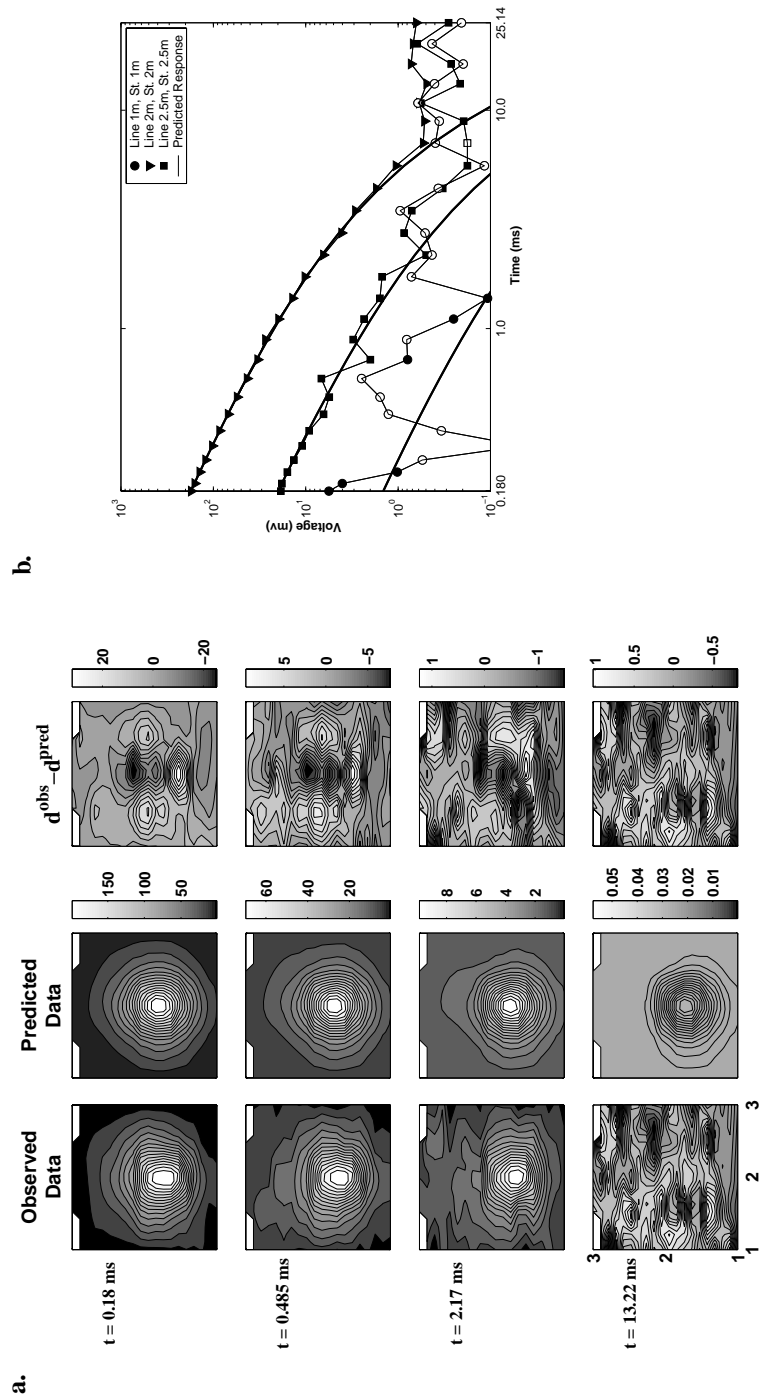 a.
Observed
Data
Predicted
Data
d^obs – d^pred
t = 0.18 ms
150
100
50
20
0
-20
t = 0.485 ms
60
40
20
5
0
-5
t = 2.17 ms
8
6
4
2
1
0
-1
t = 13.22 ms
3
2
1
1
2
3
0.05
0.04
0.03
0.02
0.01
1
0.5
0
-0.5
b.
Line 1m, St. 1m
Line 2m, St. 2m
Line 2.5m, St. 2.5m
Predicted Response
Voltage (mv)
10^3
10^2
10^1
10^0
10^-1
0.180
1.0
10.0
25.14
Time (ms)